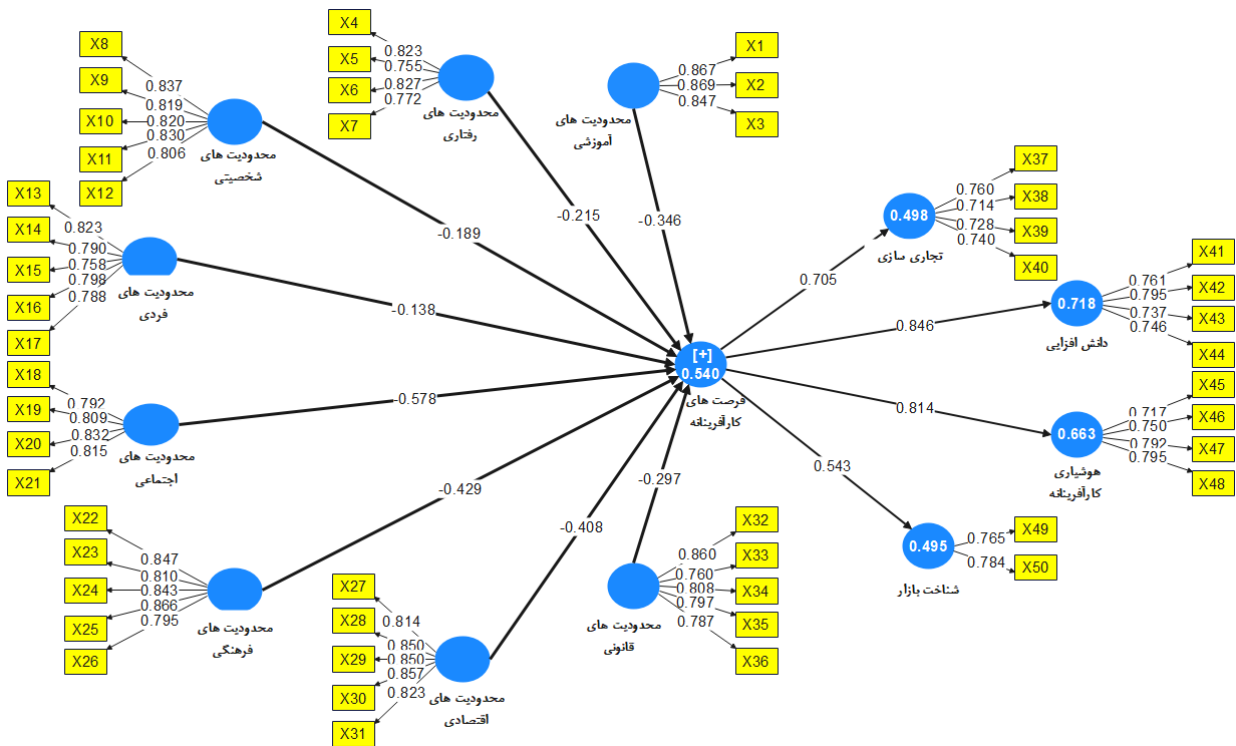 X8
X9
X10
X11
X12
0.837
0.819
0.820
0.830
0.806
محدودیت های
شخصیتی
X4
X5
X6
X7
0.823
0.755
0.827
0.772
محدودیت های
رفتاری
X1
X2
X3
0.867
0.869
0.847
محدودیت های
آموزشی
X13
X14
X15
X16
X17
0.823
0.790
0.758
0.798
0.788
محدودیت های
فردی
X18
X19
X20
X21
0.792
0.809
0.832
0.815
محدودیت های
اجتماعی
X22
X23
X24
X25
X26
0.847
0.810
0.843
0.866
0.795
محدودیت های
فرهنگی
X27
X28
X29
X30
X31
0.814
0.850
0.850
0.857
0.823
محدودیت های
اقتصادی
X32
X33
X34
X35
X36
0.860
0.760
0.808
0.797
0.787
محدودیت های
قانونی
-0.189
-0.215
-0.346
-0.138
-0.578
-0.429
-0.408
-0.297
[+]
0.540
فرصت های
کارآفرینانه
0.705
0.846
0.814
0.543
0.498
تجاری سازی
0.760
0.714
0.728
0.740
X37
X38
X39
X40
0.718
دانش افزایی
0.761
0.795
0.737
0.746
X41
X42
X43
X44
0.663
هوشیاری
کارآفرینانه
0.717
0.750
0.792
0.795
X45
X46
X47
X48
0.495
شناخت بازار
0.765
0.784
X49
X50